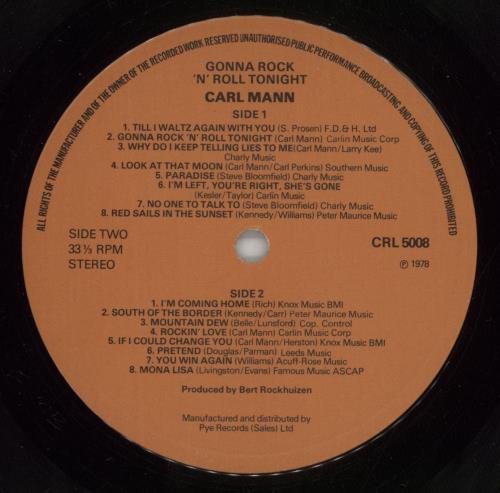 ALL RIGHTS OF THE MANUFACTURER AND OF THE OWNER OF THE RECORDED WORK RESERVED UNAUTHORISED PUBLIC PERFORMANCE BROADCASTING AND COPYING OF THIS RECORD PROHIBITED
GONNA ROCK
'N' ROLL TONIGHT
CARL MANN
SIDE 1
1. TILL I WALTZ AGAIN WITH YOU (S. Prosen) F.D. & H. Ltd
2. GONNA ROCK 'N' ROLL TONIGHT (Carl Mann) Carlin Music Corp
3. WHY DO I KEEP TELLING LIES TO ME (Carl Mann/Larry Kee)
Charly Music
4. LOOK AT THAT MOON (Carl Mann/Carl Perkins) Southern Music
5. PARADISE (Steve Bloomfield) Charly Music
6. I'M LEFT, YOU'RE RIGHT, SHE'S GONE
(Kesler/Taylor) Carlin Music
7. NO ONE TO TALK TO (Steve Bloomfield) Charly Music
8. RED SAILS IN THE SUNSET (Kennedy/Williams) Peter Maurice Music
SIDE TWO
33 ⅓ RPM
STEREO
CRL 5008
℗ 1978
SIDE 2
1. I'M COMING HOME (Rich) Knox Music BMI
2. SOUTH OF THE BORDER (Kennedy/Carr) Peter Maurice Music
3. MOUNTAIN DEW (Belle/Lunsford) Cop. Control
4. ROCKIN' LOVE (Carl Mann) Carlin Music Corp
5. IF I COULD CHANGE YOU (Carl Mann/Herston) Knox Music BMI
6. PRETEND (Douglas/Parman) Leeds Music
7. YOU WIN AGAIN (Williams) Acuff-Rose Music
8. MONA LISA (Livingston/Evans) Famous Music ASCAP
Produced by Bert Rockhuizen
Manufactured and distributed by
Pye Records (Sales) Ltd